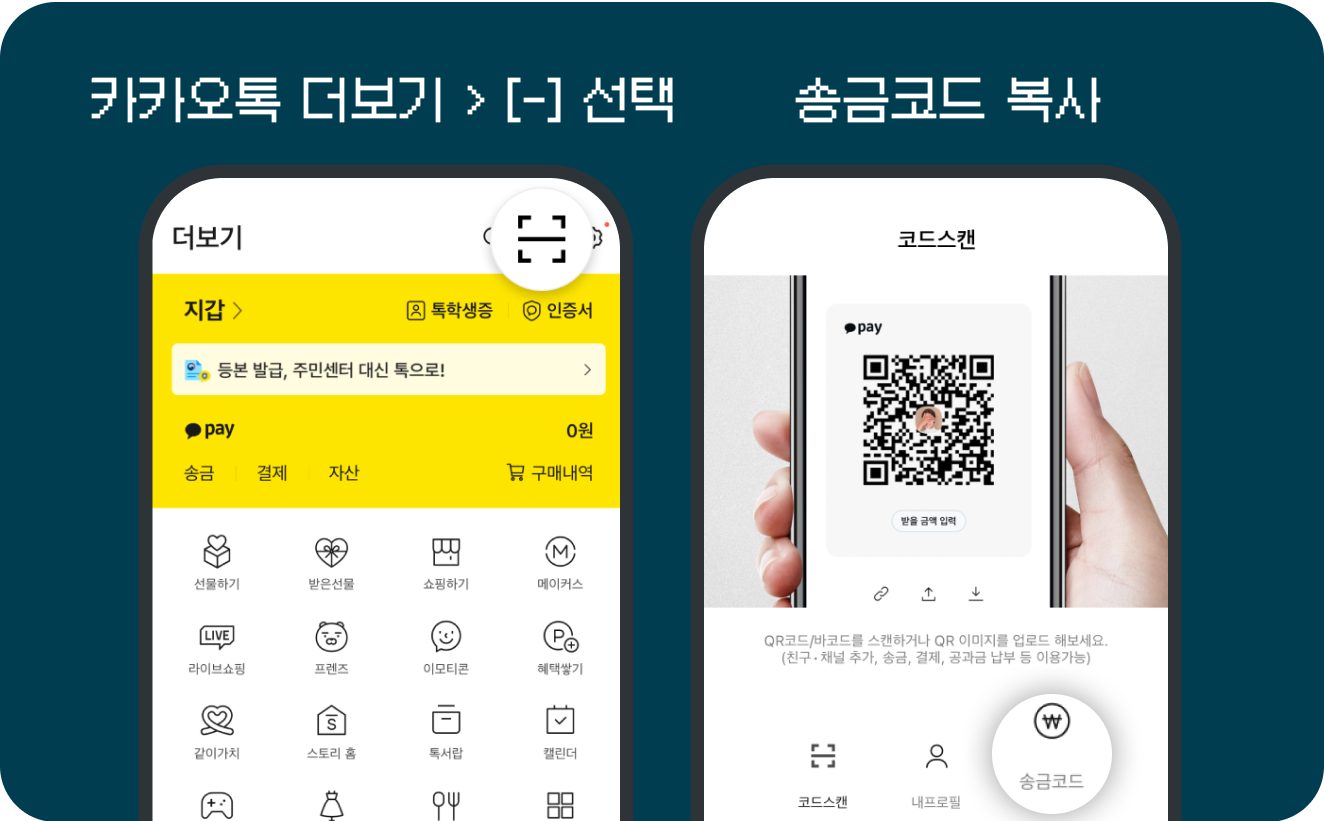 카카오톡 더보기 > [-] 선택
송금코드 복사
더보기
지갑 >
톡학생증
인증서
등본 발급, 주민센터 대신 톡으로!
pay
0원
송금
결제
자산
구매내역
선물하기
받은선물
쇼핑하기
M
메이커스
LIVE
라이브쇼핑
프렌즈
이모티콘
P
혜택쌓기
같이가치
S
스토리 홈
톡서랍
캘린더
코드스캔
pay
받을 금액 입력
QR코드/바코드를 스캔하거나 QR 이미지를 업로드 해보세요.
(친구·채널 추가, 송금, 결제, 공과금 납부 등 이용가능)
코드스캔
내프로필
₩
송금코드